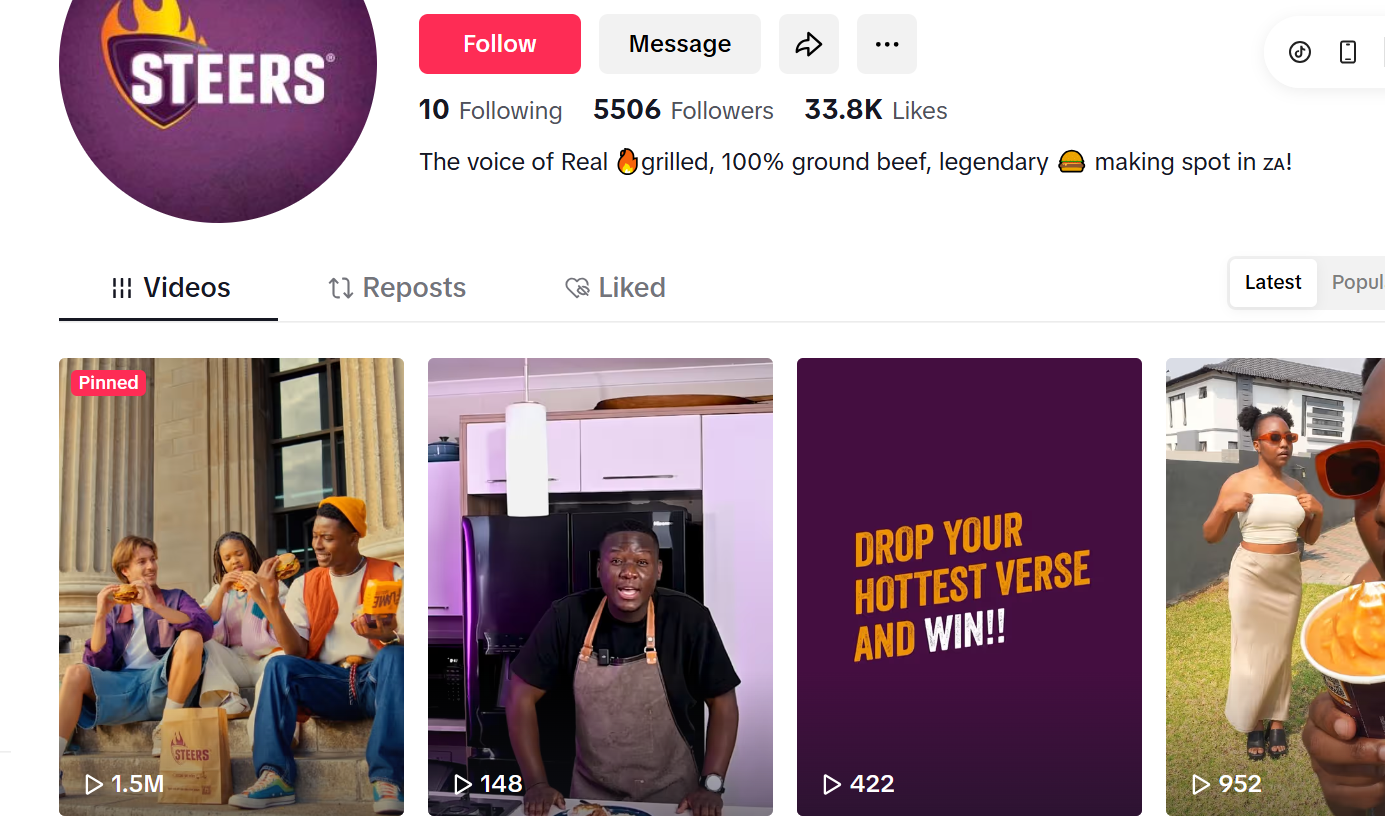 STEERS®
Follow
Message
10 Following 5506 Followers 33.8K Likes
The voice of Real 🔥grilled, 100% ground beef, legendary 🍔 making spot in ᴢᴀ!
Videos
Reposts
Liked
Latest
Popul
Pinned
STEERS
1.5M
148
DROP YOUR
HOTTEST VERSE
AND WIN!!
422
952